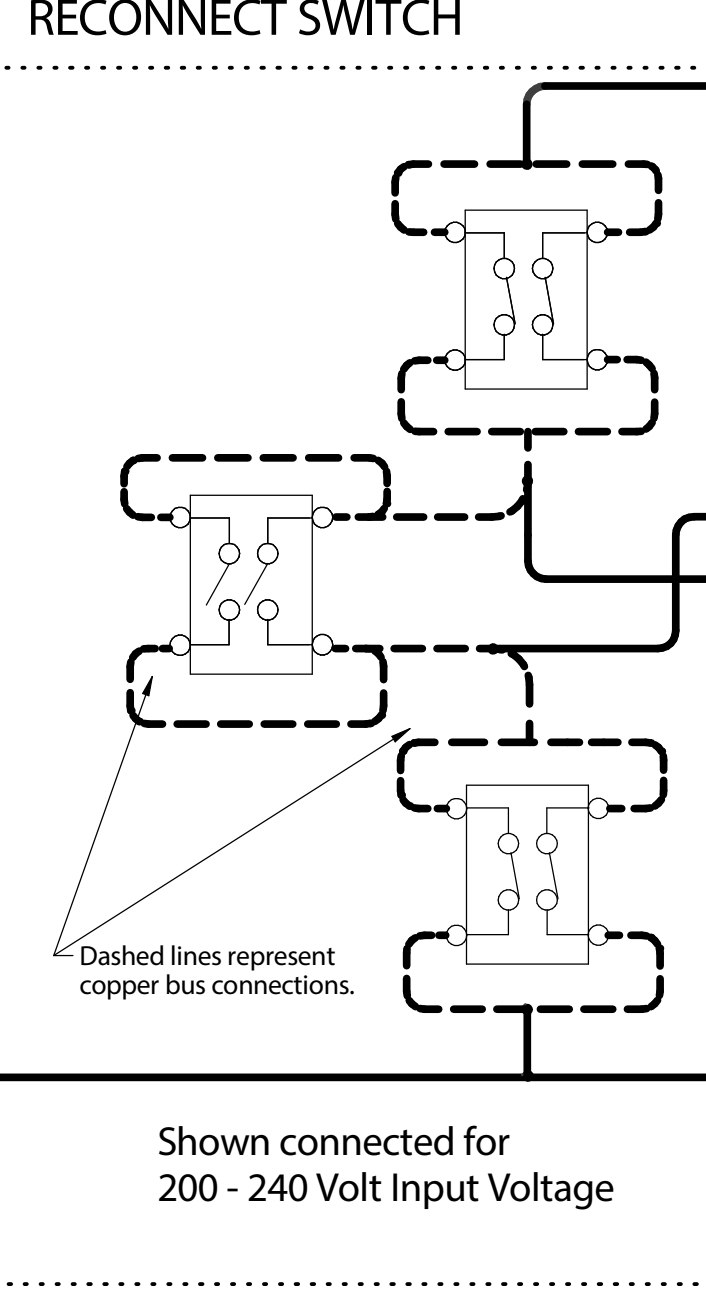 RECONNECT SWITCH
Dashed lines represent
copper bus connections.
Shown connected for
200 - 240 Volt Input Voltage